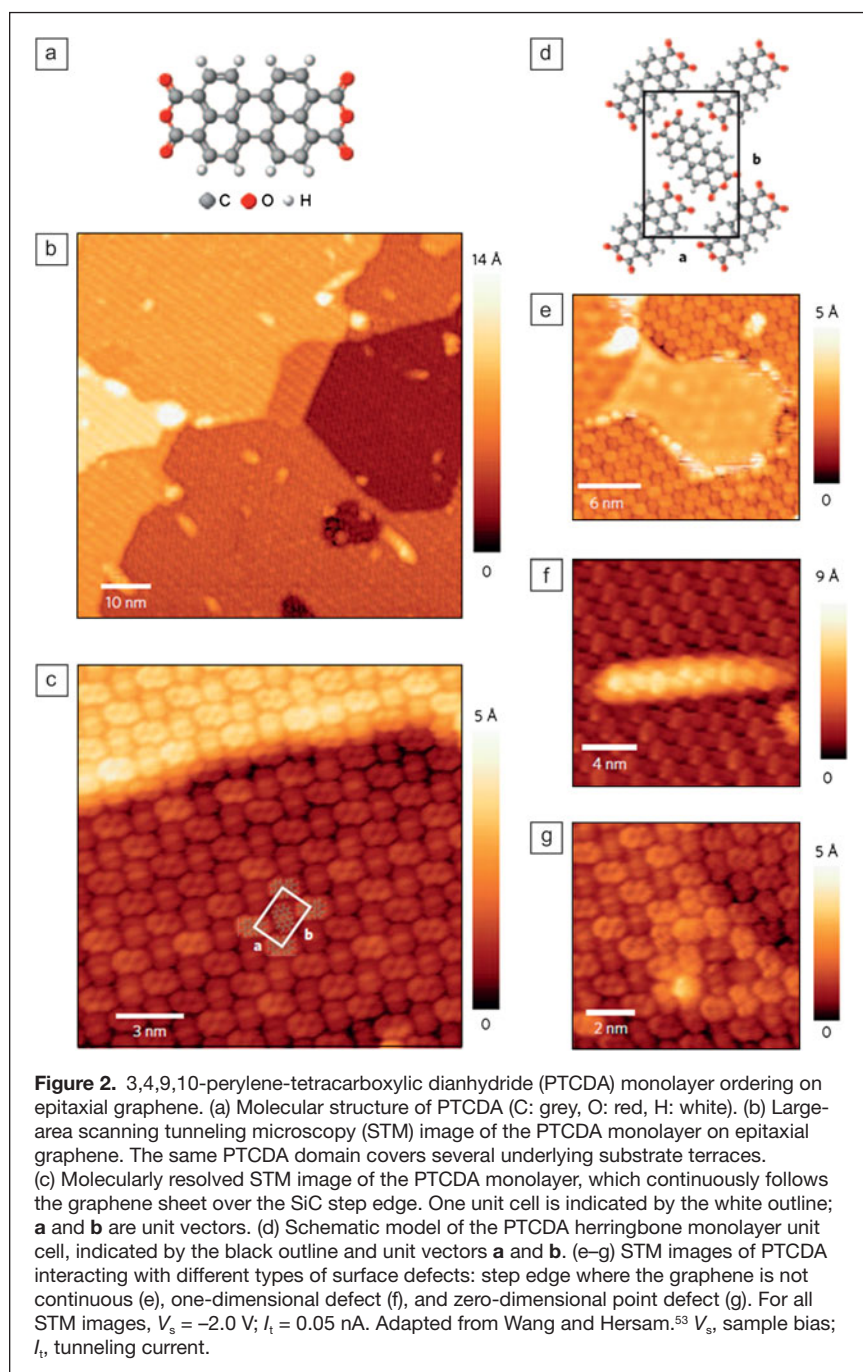 a
C O H
b
14 Å
0
10 nm
c
5 Å
0
a b
3 nm
d
b
a
e
5 Å
0
6 nm
f
9 Å
0
4 nm
g
5 Å
0
2 nm
Figure 2. 3,4,9,10-perylene-tetracarboxylic dianhydride (PTCDA) monolayer ordering on
epitaxial graphene. (a) Molecular structure of PTCDA (C: grey, O: red, H: white). (b) Large-
area scanning tunneling microscopy (STM) image of the PTCDA monolayer on epitaxial
graphene. The same PTCDA domain covers several underlying substrate terraces.
(c) Molecularly resolved STM image of the PTCDA monolayer, which continuously follows
the graphene sheet over the SiC step edge. One unit cell is indicated by the white outline;
a and b are unit vectors. (d) Schematic model of the PTCDA herringbone monolayer unit
cell, indicated by the black outline and unit vectors a and b. (e–g) STM images of PTCDA
interacting with different types of surface defects: step edge where the graphene is not
continuous (e), one-dimensional defect (f), and zero-dimensional point defect (g). For all
STM images, Vs = –2.0 V; It = 0.05 nA. Adapted from Wang and Hersam.53 Vs, sample bias;
It, tunneling current.